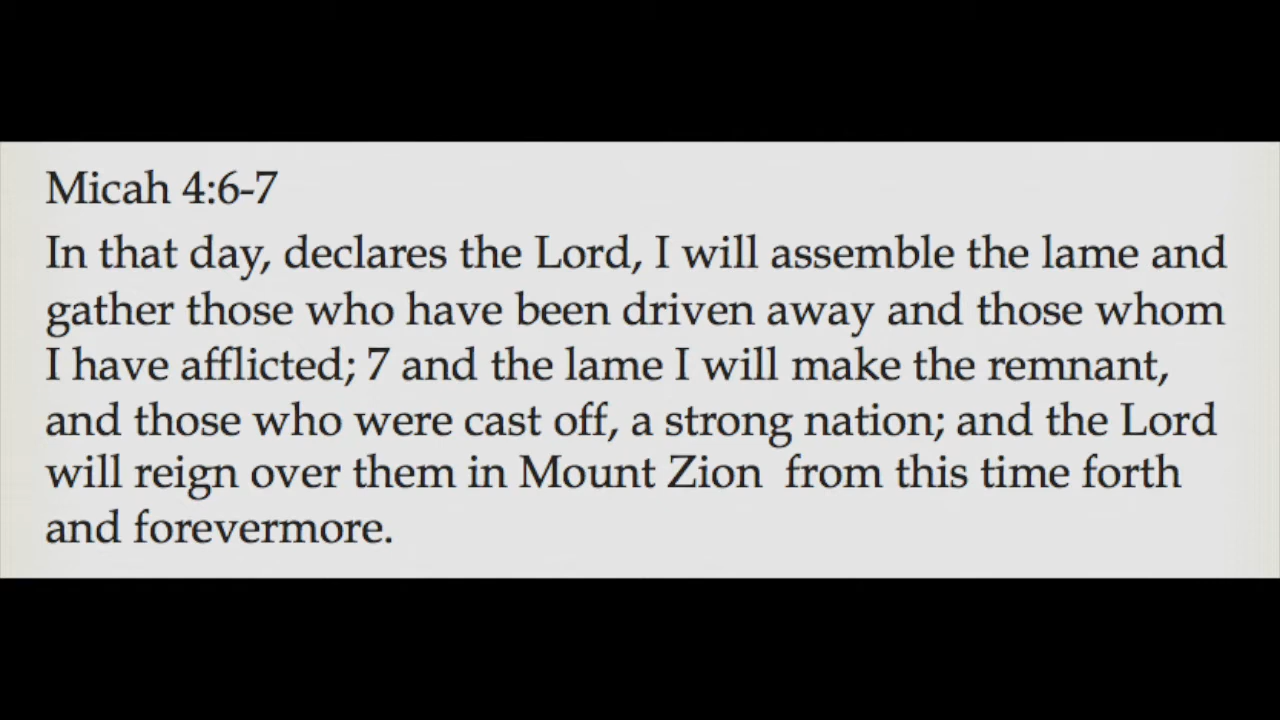 Micah 4:6-7
In that day, declares the Lord, I will assemble the lame and
gather those who have been driven away and those whom
I have afflicted; 7 and the lame I will make the remnant,
and those who were cast off, a strong nation; and the Lord
will reign over them in Mount Zion  from this time forth
and forevermore.